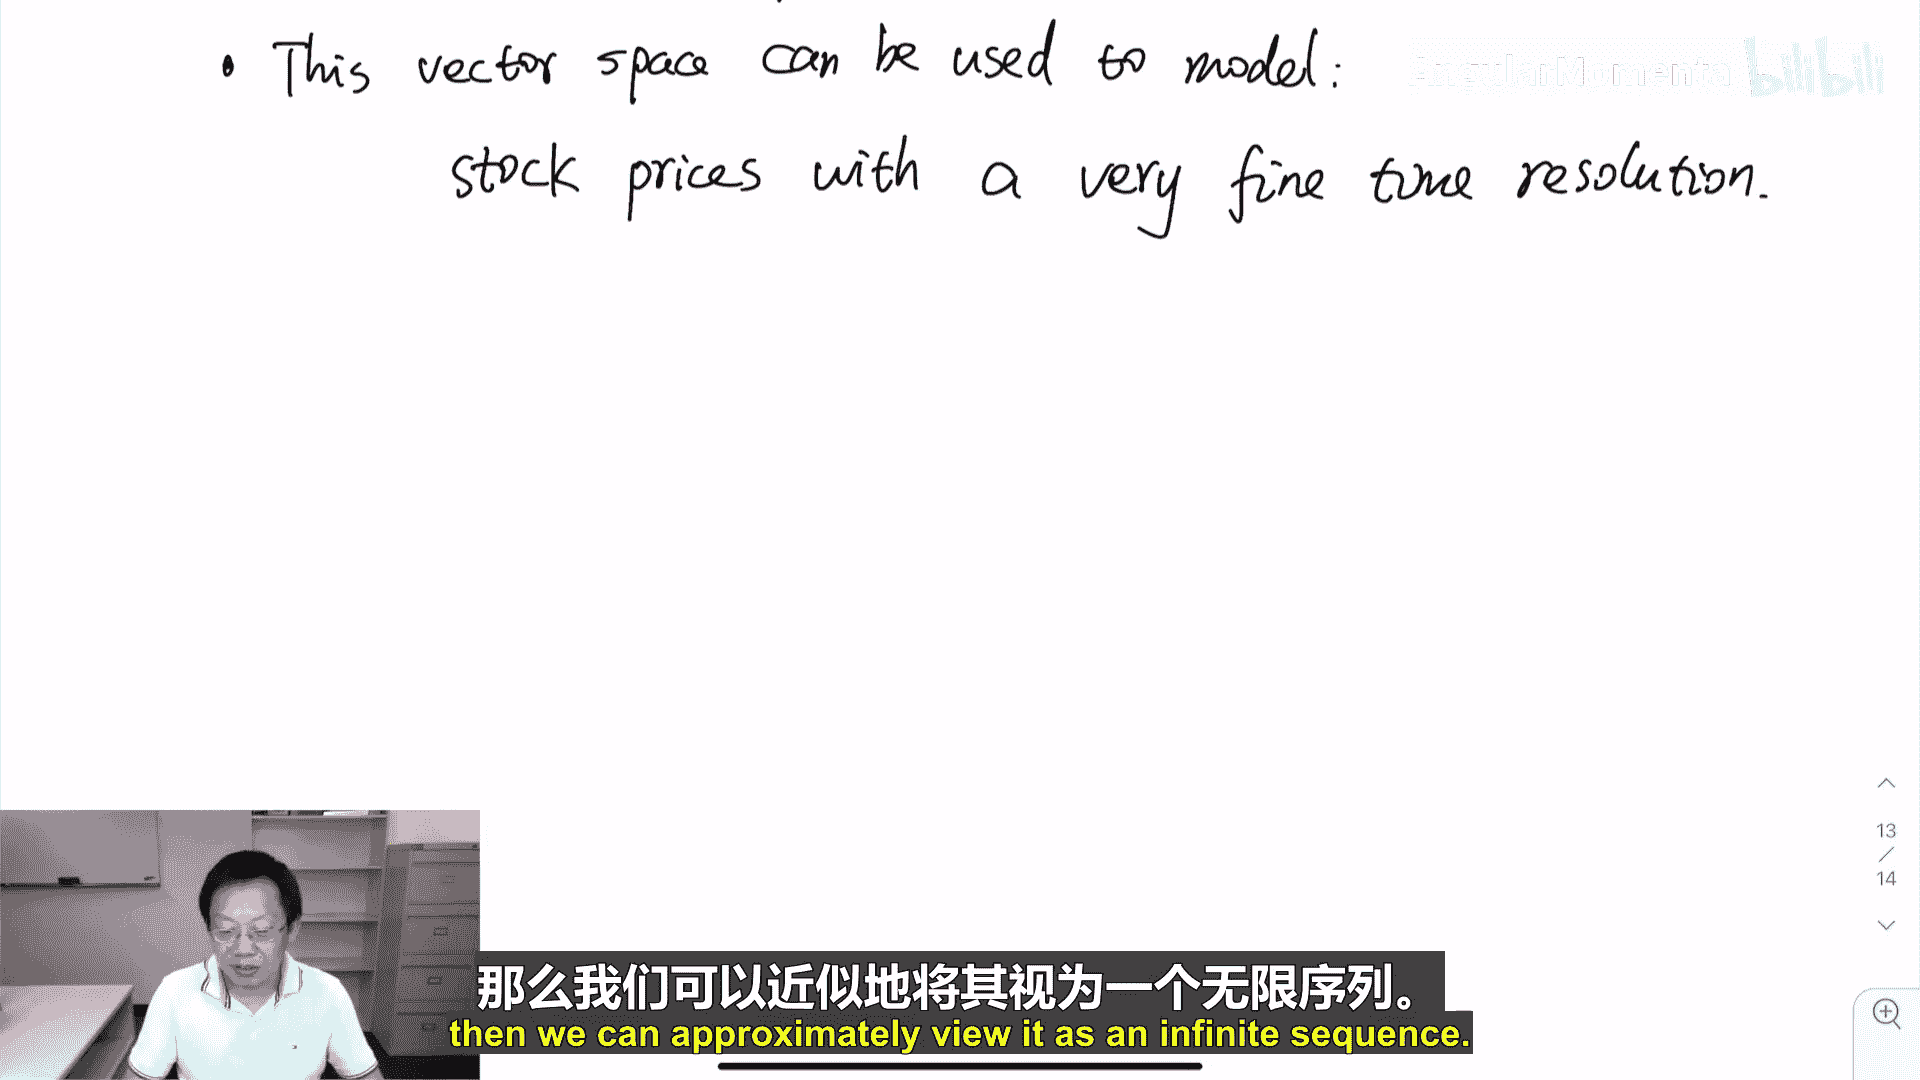 • This vector space can be used to model:
AngularMomenta bilibili
stock prices with a very fine time resolution.
13
/
14
那么我们可以近似地将其视为一个无限序列。
then we can approximately view it as an infinite sequence.